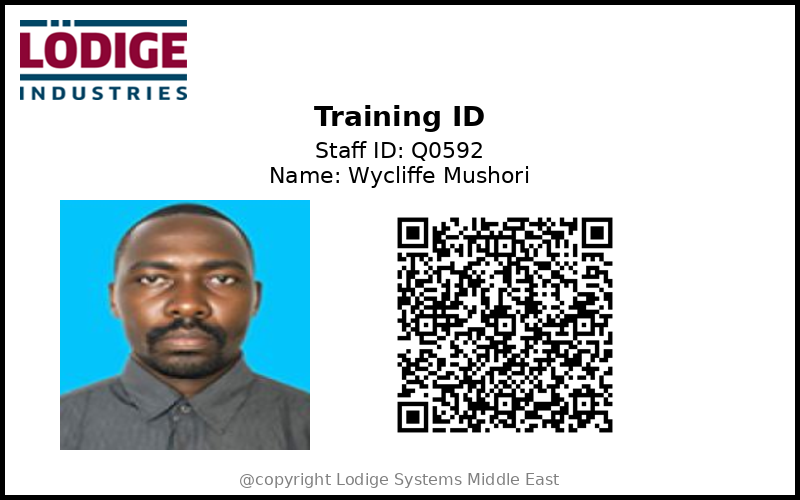 LÖDIGE
INDUSTRIES
Training ID
Staff ID: Q0592
Name: Wycliffe Mushori
@copyright Lodige Systems Middle East